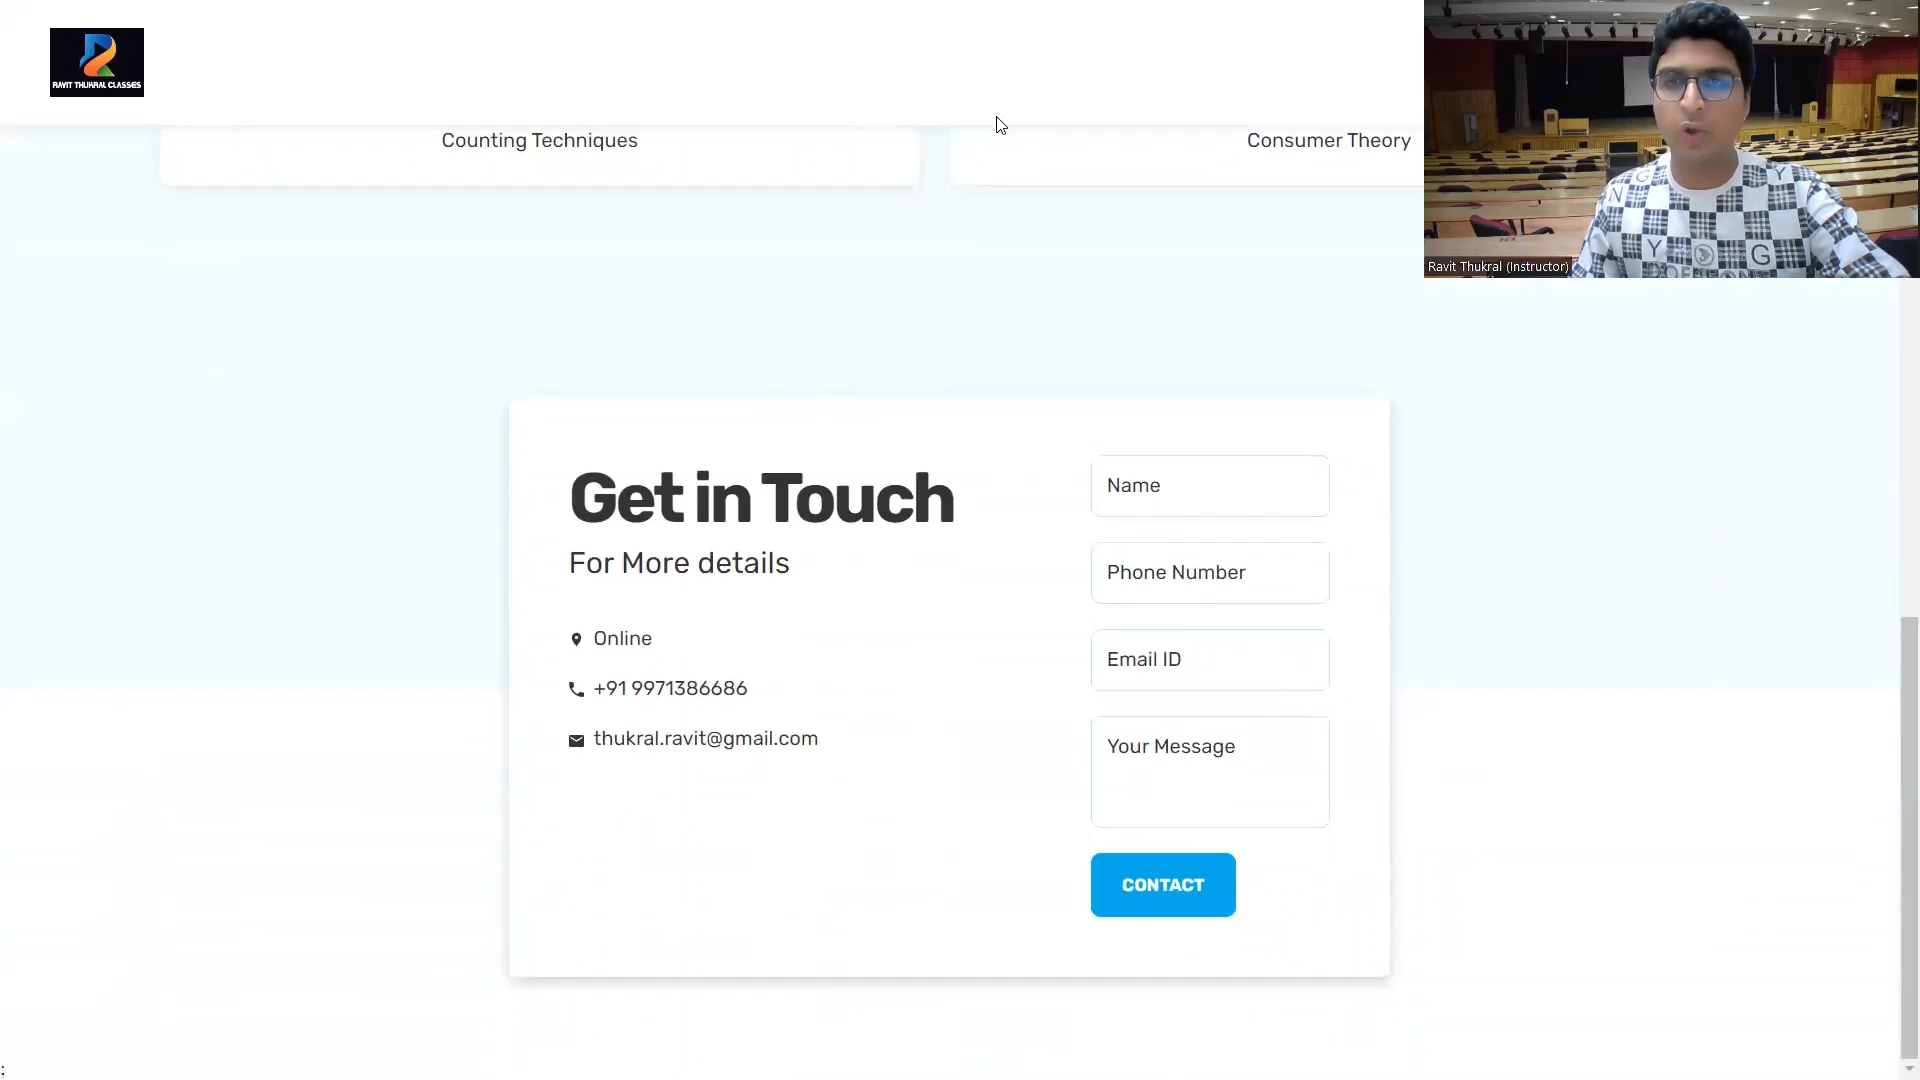 RAVIT THUKRAL CLASSES
Counting Techniques
Consumer Theory
Ravit Thukral (Instructor)
Get in Touch
For More details
Online
+91 9971386686
thukral.ravit@gmail.com
Name
Phone Number
Email ID
Your Message
CONTACT
;